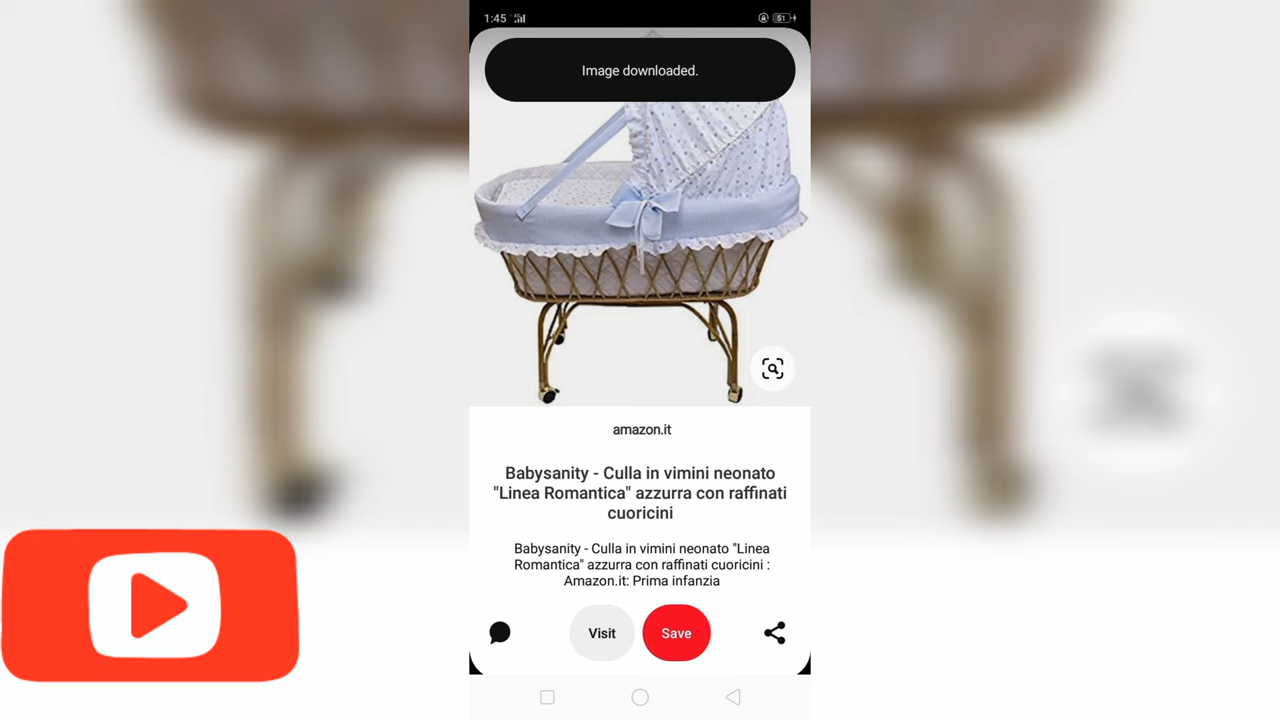 1:45
51
Image downloaded.
amazon.it
Babysanity - Culla in vimini neonato
"Linea Romantica" azzurra con raffinati
cuoricini
Babysanity - Culla in vimini neonato "Linea
Romantica" azzurra con raffinati cuoricini :
Amazon.it: Prima infanzia
Visit
Save